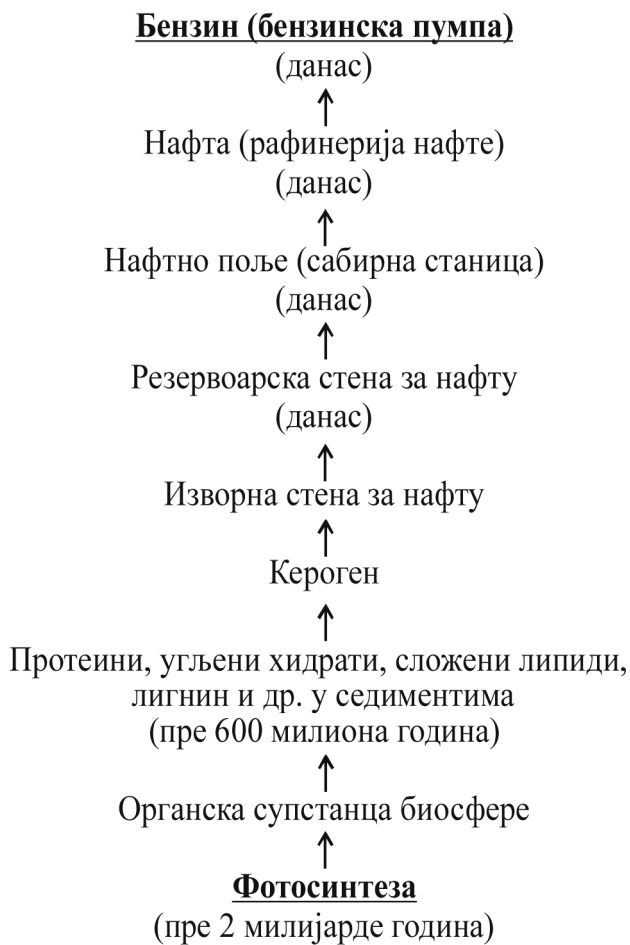 Бензин (бензинска пумпа)
(данас)
Нафта (рафинерија нафте)
(данас)
Нафтно поље (сабирна станица)
(данас)
Резервоарска стена за нафту
(данас)
Изворна стена за нафту
Кероген
Протеини, угљени хидрати, сложени липиди,
лигнин и др. у седиментима
(пре 600 милиона година)
Органска супстанца биосфере
Фотосинтеза
(пре 2 милијарде година)